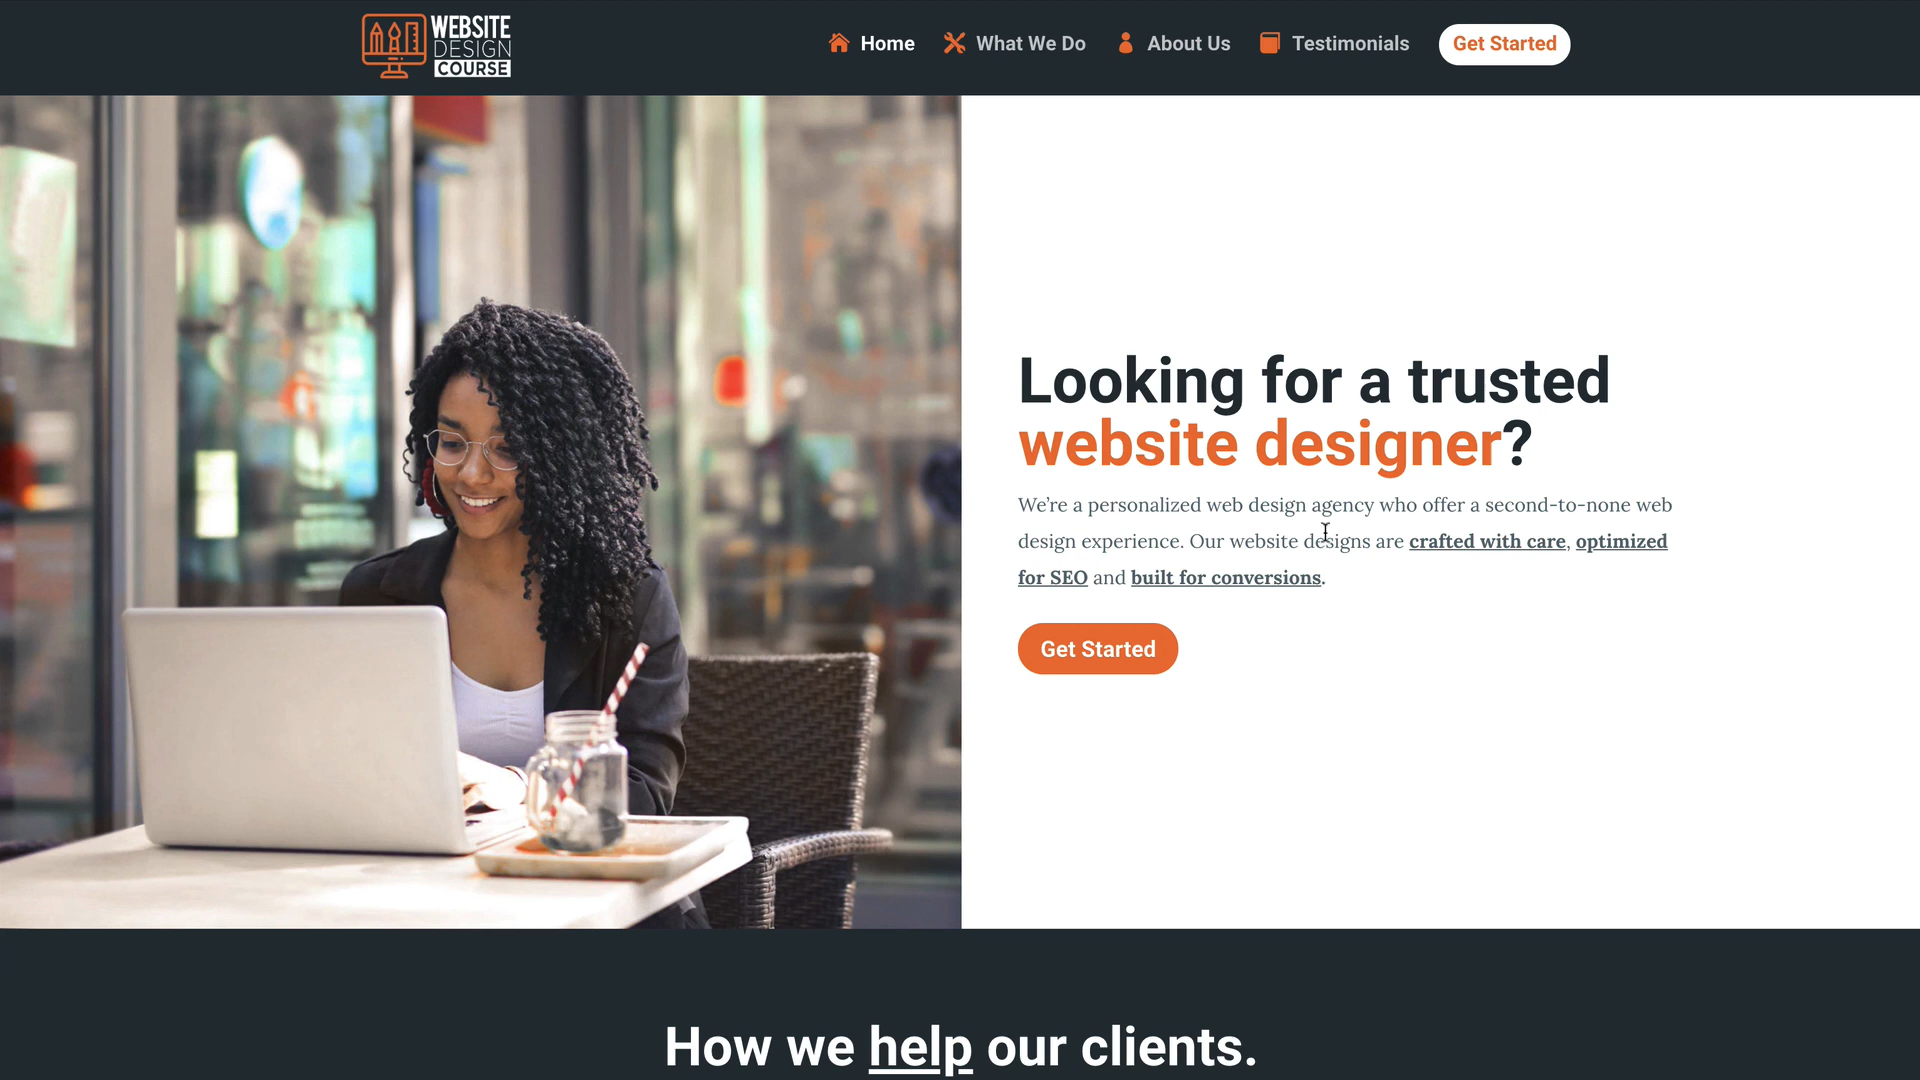 WEBSITE
DESIGN
COURSE
Home
What We Do
About Us
Testimonials
Get Started
Looking for a trusted
website designer?
We’re a personalized web design agency who offer a second-to-none web
design experience. Our website designs are crafted with care, optimized
for SEO and built for conversions.
Get Started
How we help our clients.